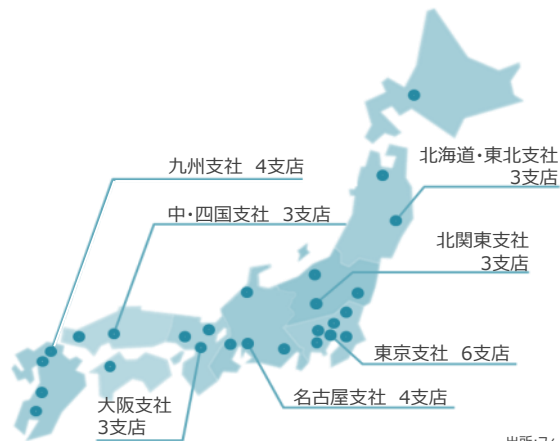 北海道・東北支社
3支店
九州支社 4支店
中・四国支社 3支店
北関東支社
3支店
東京支社 6支店
名古屋支社 4支店
大阪支社
3支店